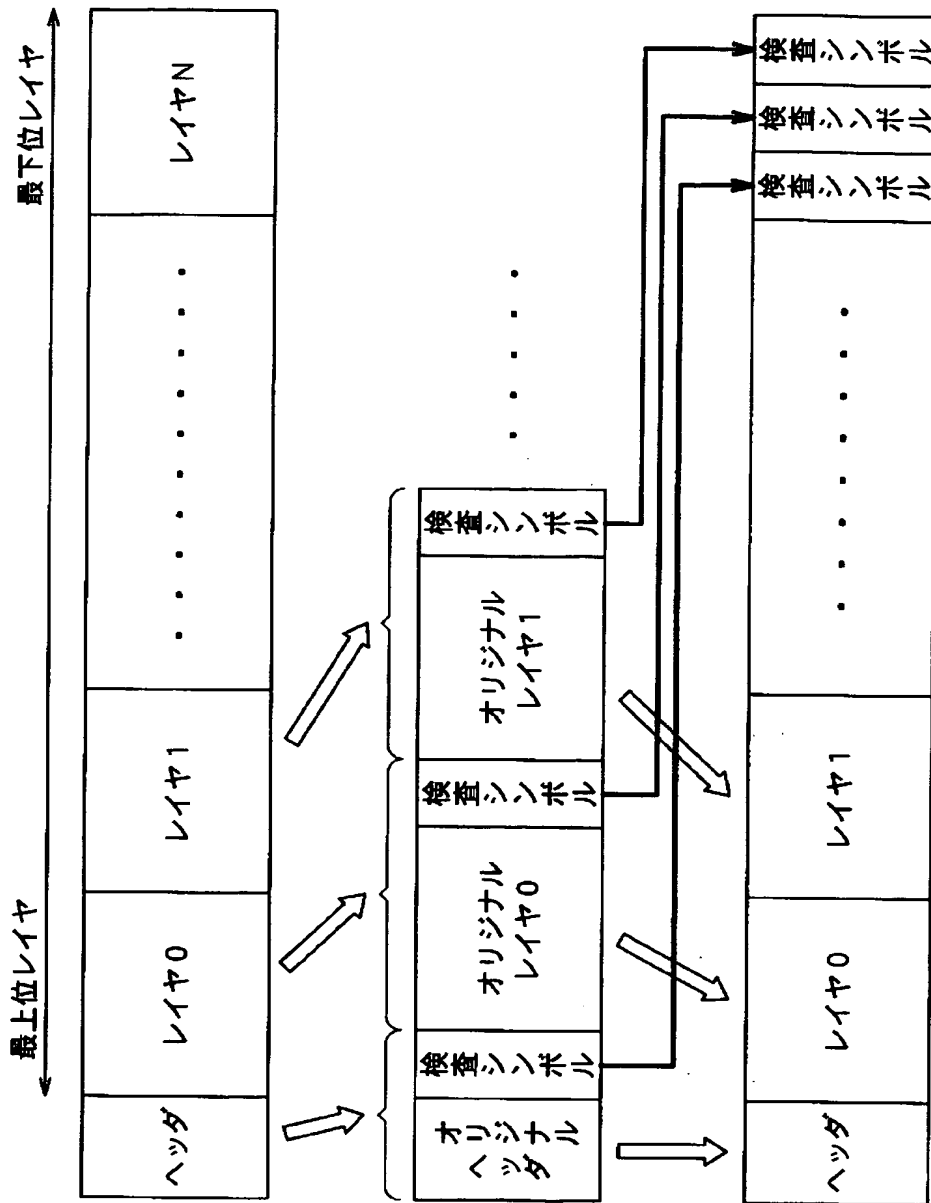 最上位レイヤ
最下位レイヤ
ヘッダ
レイヤ0
レイヤ1
・・・・・・・・・・
レイヤN
オリジナル
ヘッダ
検査シンボル
オリジナル
レイヤ0
検査シンボル
オリジナル
レイヤ1
検査シンボル
・・・・・
ヘッダ
レイヤ0
レイヤ1
・・・・・・・・
検査シンボル
検査シンボル
検査シンボル